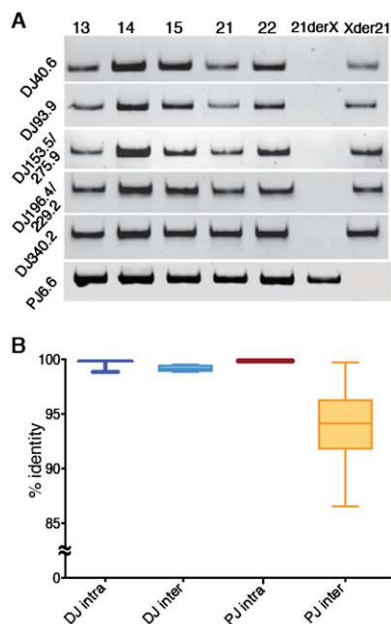 A
13 14 15 21 22 21derX Xder21
DJ40.6
DJ93.9
DJ153.5/
275.9
DJ196.4/
229.2
DJ340.2
PJ6.6
B
% identity
100
95
90
85
0
DJ intra
DJ inter
PJ intra
PJ inter